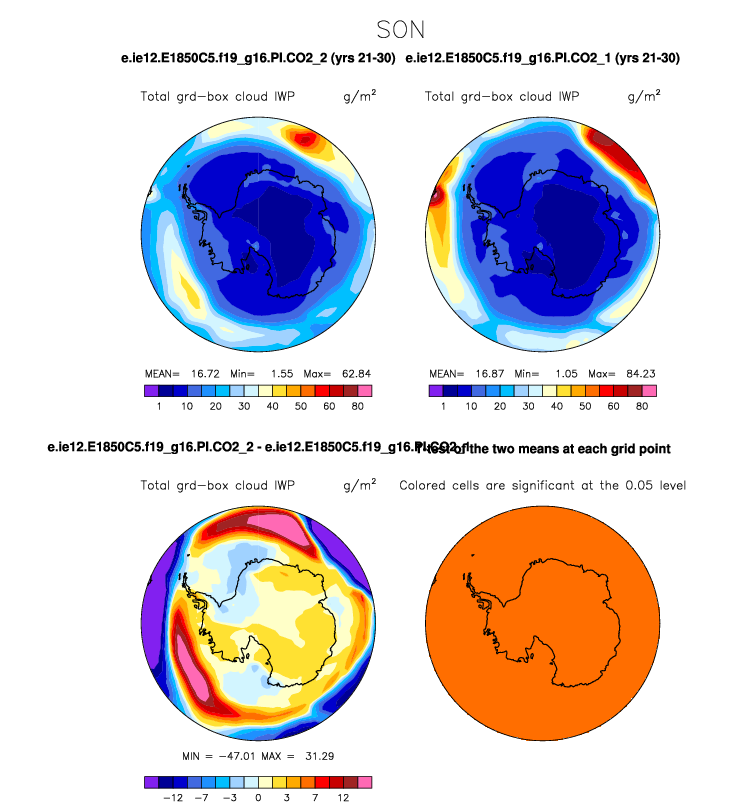 SON
e.ie12.E1850C5.f19_g16.PI.CO2_2 (yrs 21-30) e.ie12.E1850C5.f19_g16.PI.CO2_1 (yrs 21-30)
Total grd-box cloud IWP g/m²
Total grd-box cloud IWP g/m²
MEAN= 16.72 Min= 1.55 Max= 62.84
1 10 20 30 40 50 60 80
MEAN= 16.87 Min= 1.05 Max= 84.23
1 10 20 30 40 50 60 80
e.ie12.E1850C5.f19_g16.PI.CO2_2 - e.ie12.E1850C5.f19_g16.PI.CO2_1
T-test of the two means at each grid point
Total grd-box cloud IWP g/m²
Colored cells are significant at the 0.05 level
MIN = -47.01 MAX = 31.29
-12 -7 -3 0 3 7 12